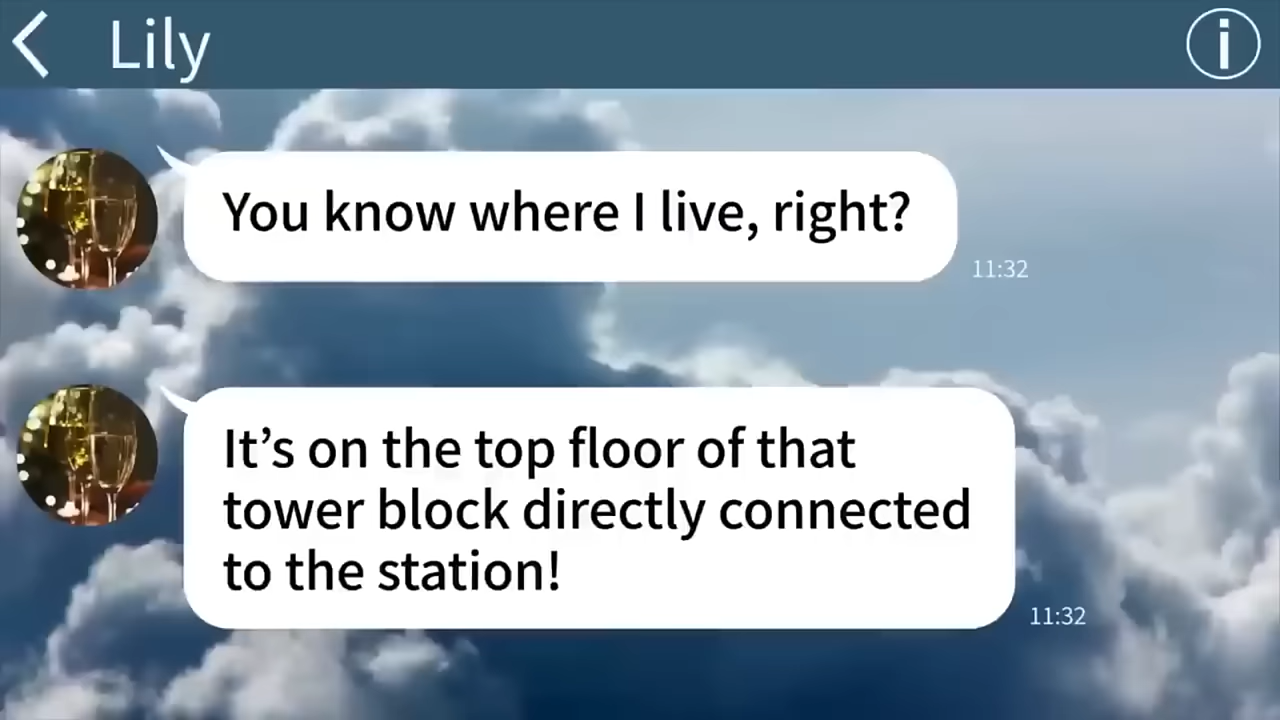 Lily
You know where I live, right?
11:32
It’s on the top floor of that
tower block directly connected
to the station!
11:32